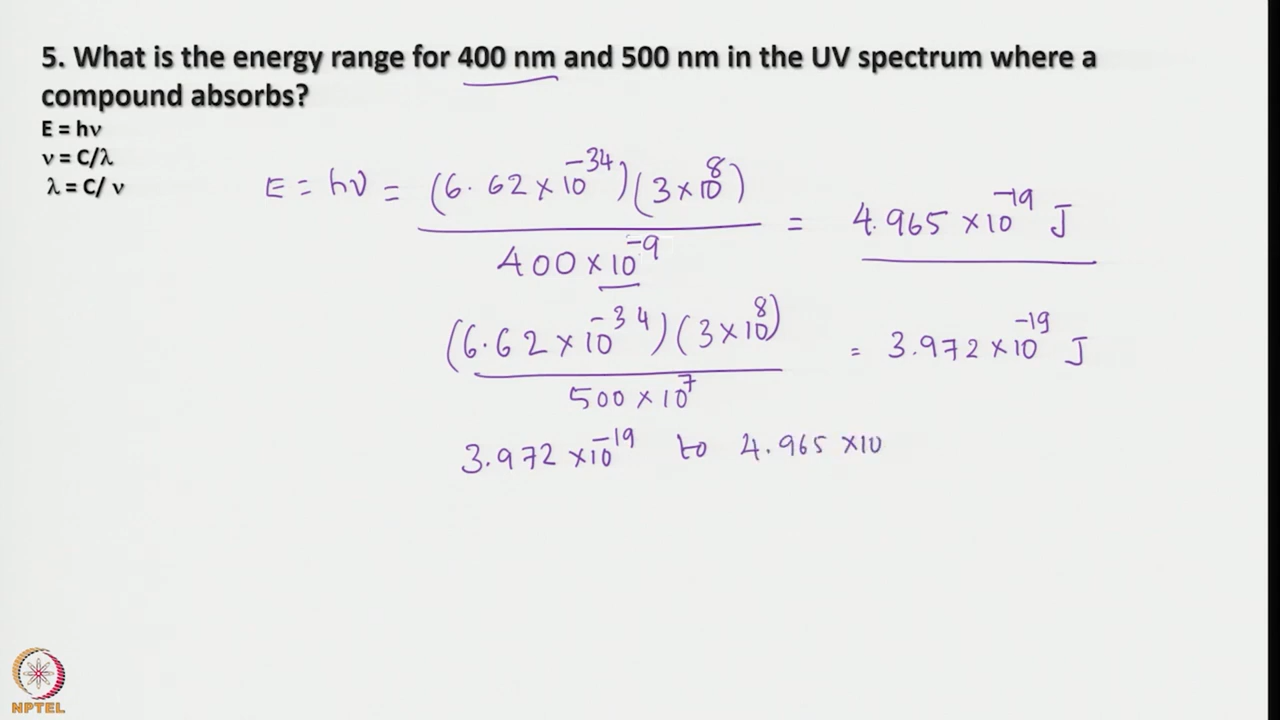 5. What is the energy range for 400 nm and 500 nm in the UV spectrum where a
compound absorbs?
E = hν
ν = C/λ
λ = C/ ν
E = hν = (6.62 × 10^-34)(3 × 10^8) / 400 × 10^-9 = 4.965 × 10^-19 J
(6.62 × 10^-34)(3 × 10^8) / 500 × 10^7 = 3.972 × 10^-19 J
3.972 × 10^-19 to 4.965 × 10
NPTEL